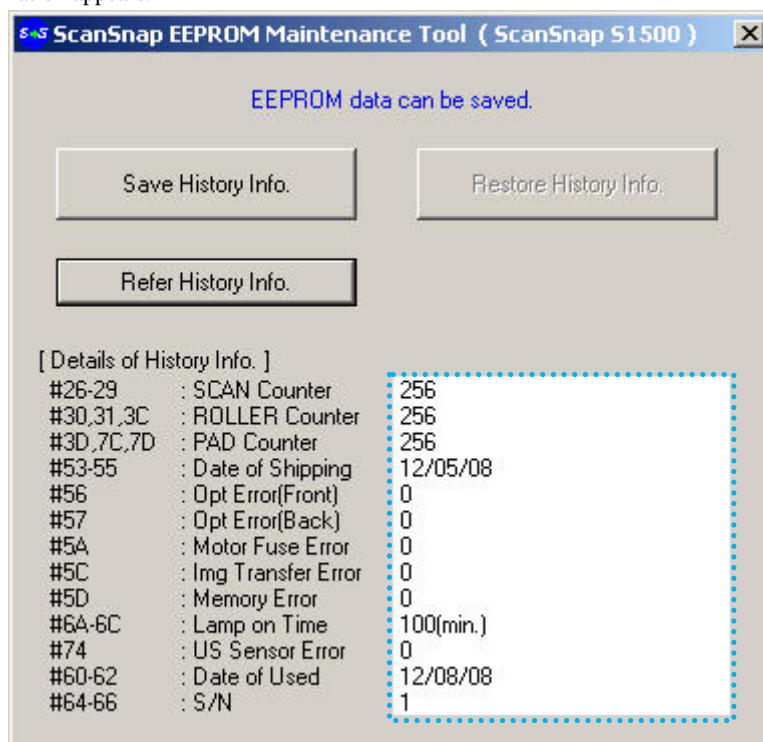 S+S ScanSnap EEPROM Maintenance Tool ( ScanSnap S1500 )
EEPROM data can be saved.
Save History Info. Restore History Info.
Refer History Info.
[ Details of History Info. ]
#26-29 : SCAN Counter 256
#30,31,3C : ROLLER Counter 256
#3D,7C,7D : PAD Counter 256
#53-55 : Date of Shipping 12/05/08
#56 : Opt Error(Front) 0
#57 : Opt Error(Back) 0
#5A : Motor Fuse Error 0
#5C : Img Transfer Error 0
#5D : Memory Error 0
#6A-6C : Lamp on Time 100(min.)
#74 : US Sensor Error 0
#60-62 : Date of Used 12/08/08
#64-66 : S/N 1